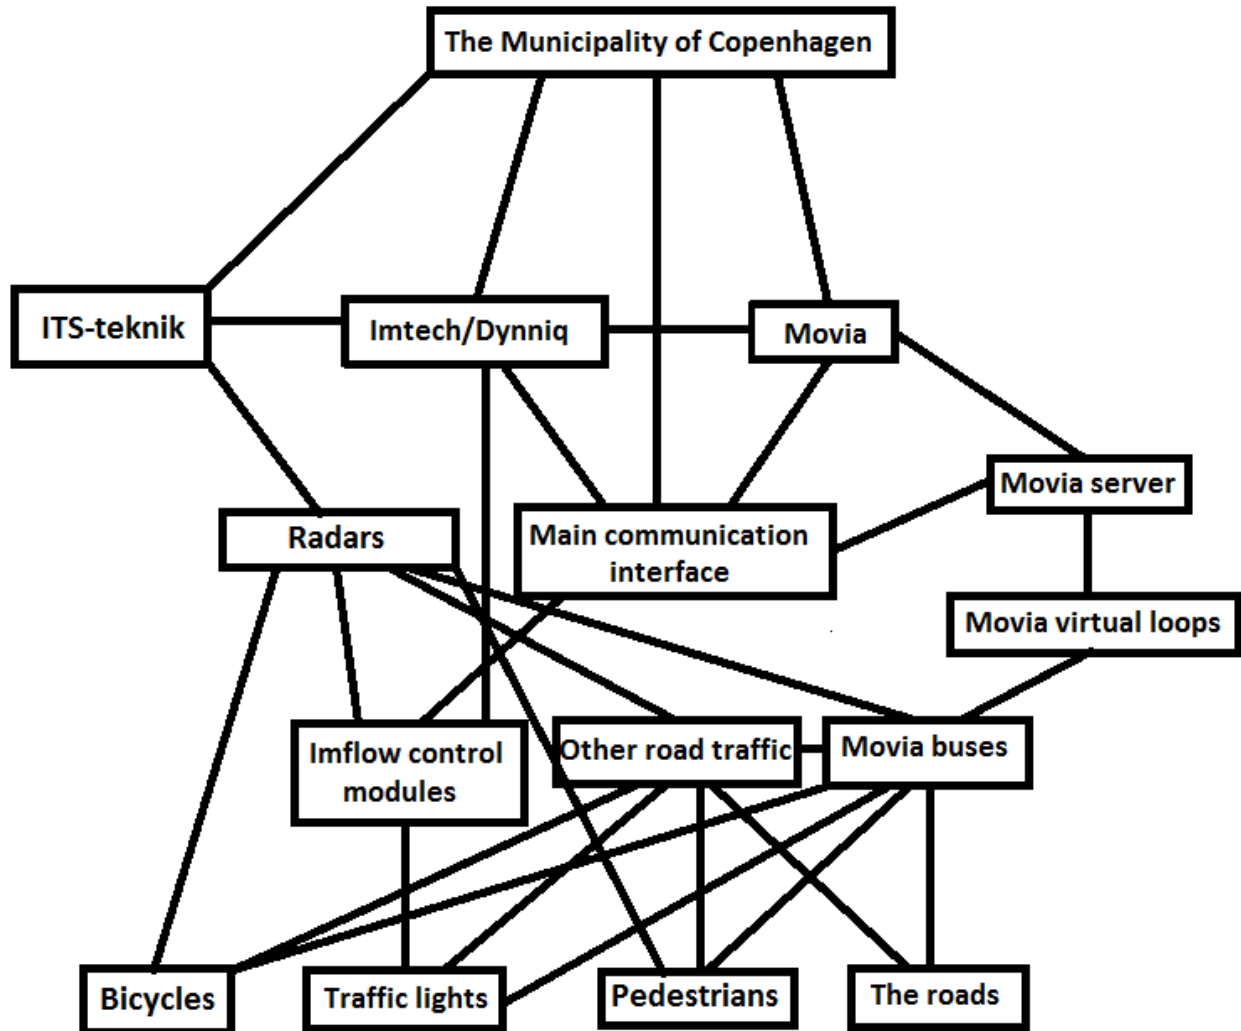 The Municipality of Copenhagen
ITS-teknik
Imtech/Dynniq
Movia
Movia server
Radars
Main communication
interface
Movia virtual loops
Imflow control
modules
Other road traffic
Movia buses
Bicycles
Traffic lights
Pedestrians
The roads